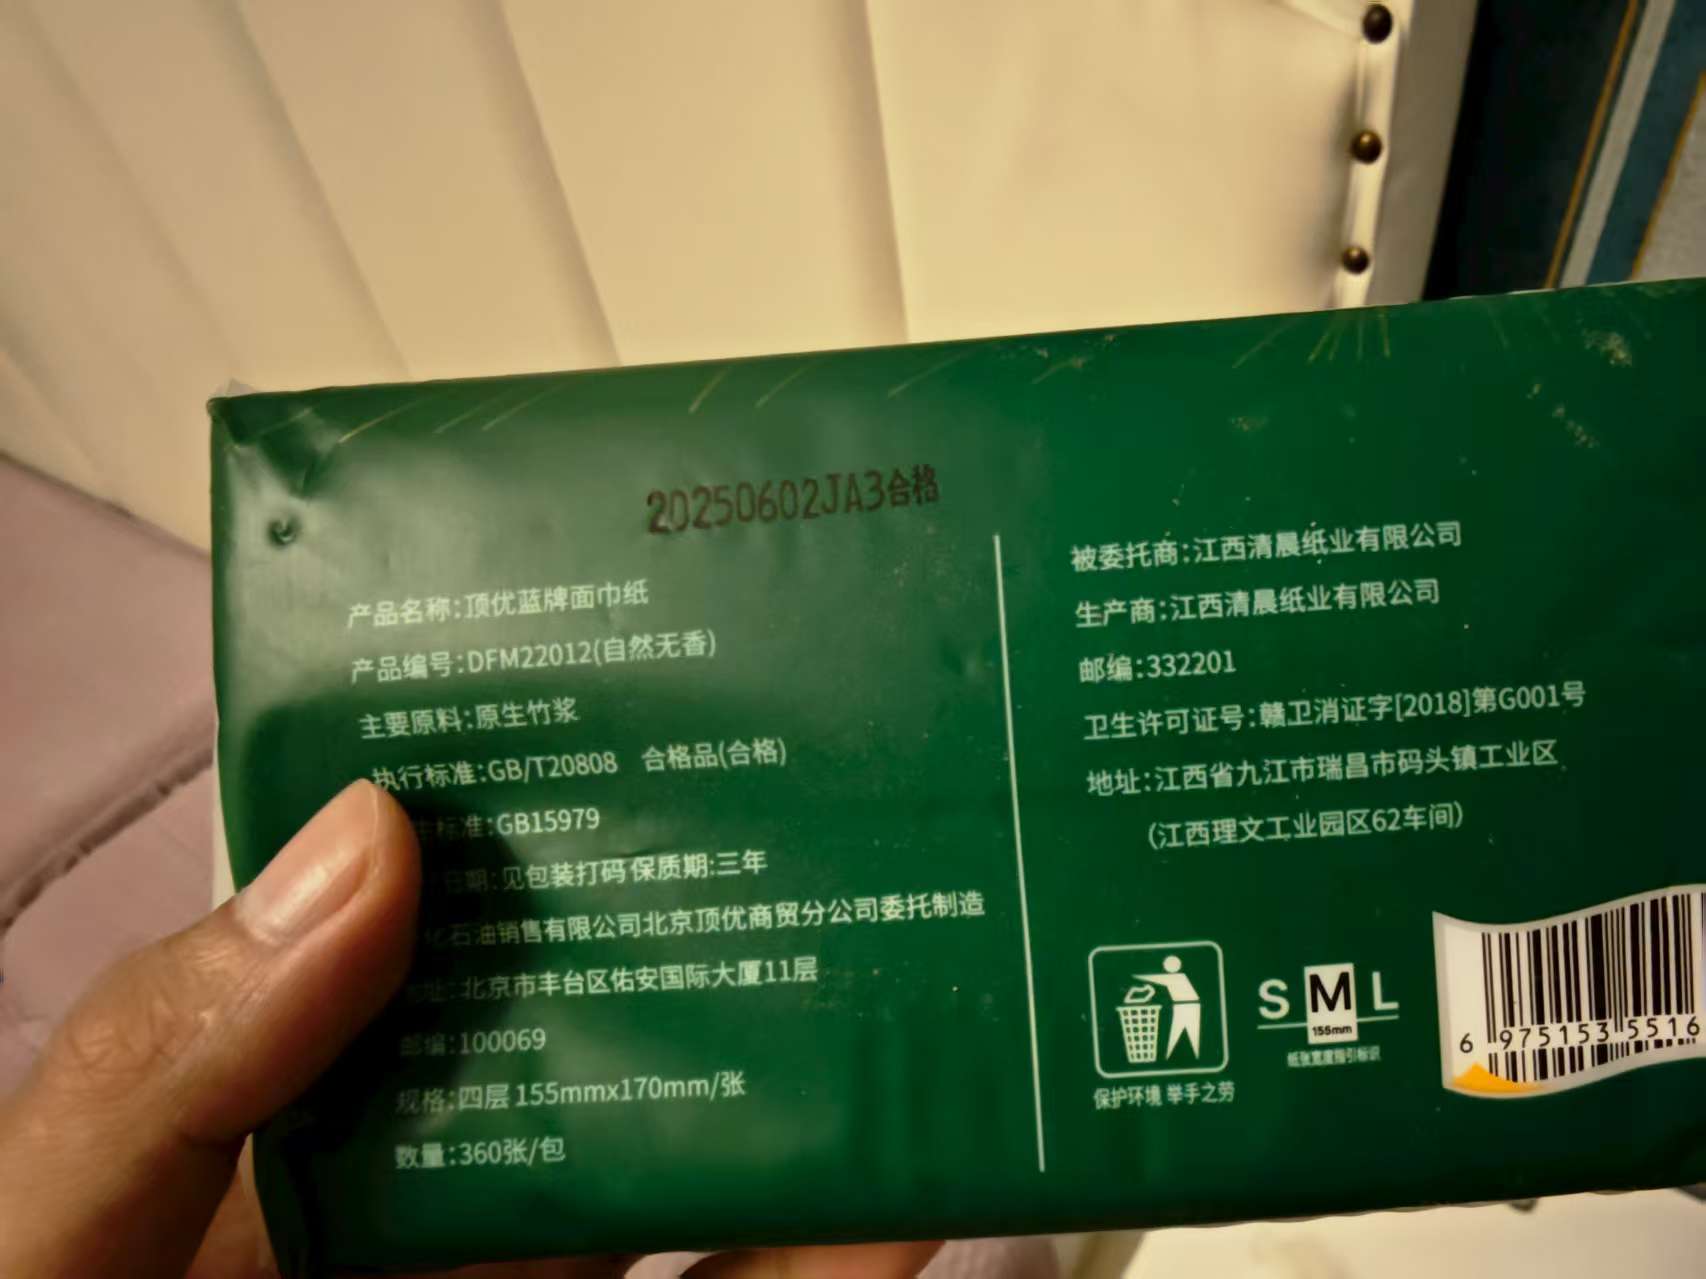 20250602JA3合格
产品名称:顶优蓝牌面巾纸
产品编号:DFM22012(自然无香)
主要原料:原生竹浆
执行标准:GB/T20808 合格品(合格)
标准:GB15979
期:见包装打码 保质期:三年
石油销售有限公司北京顶优商贸分公司委托制造
址:北京市丰台区佑安国际大厦11层
邮编:100069
规格:四层 155mmx170mm/张
数量:360张/包
被委托商:江西清晨纸业有限公司
生产商:江西清晨纸业有限公司
邮编:332201
卫生许可证号:赣卫消证字[2018]第G001号
地址:江西省九江市瑞昌市码头镇工业区
(江西理文工业园区62车间)
保护环境 举手之劳
S M L
155mm
纸张宽度指引标识
6 975153 5516